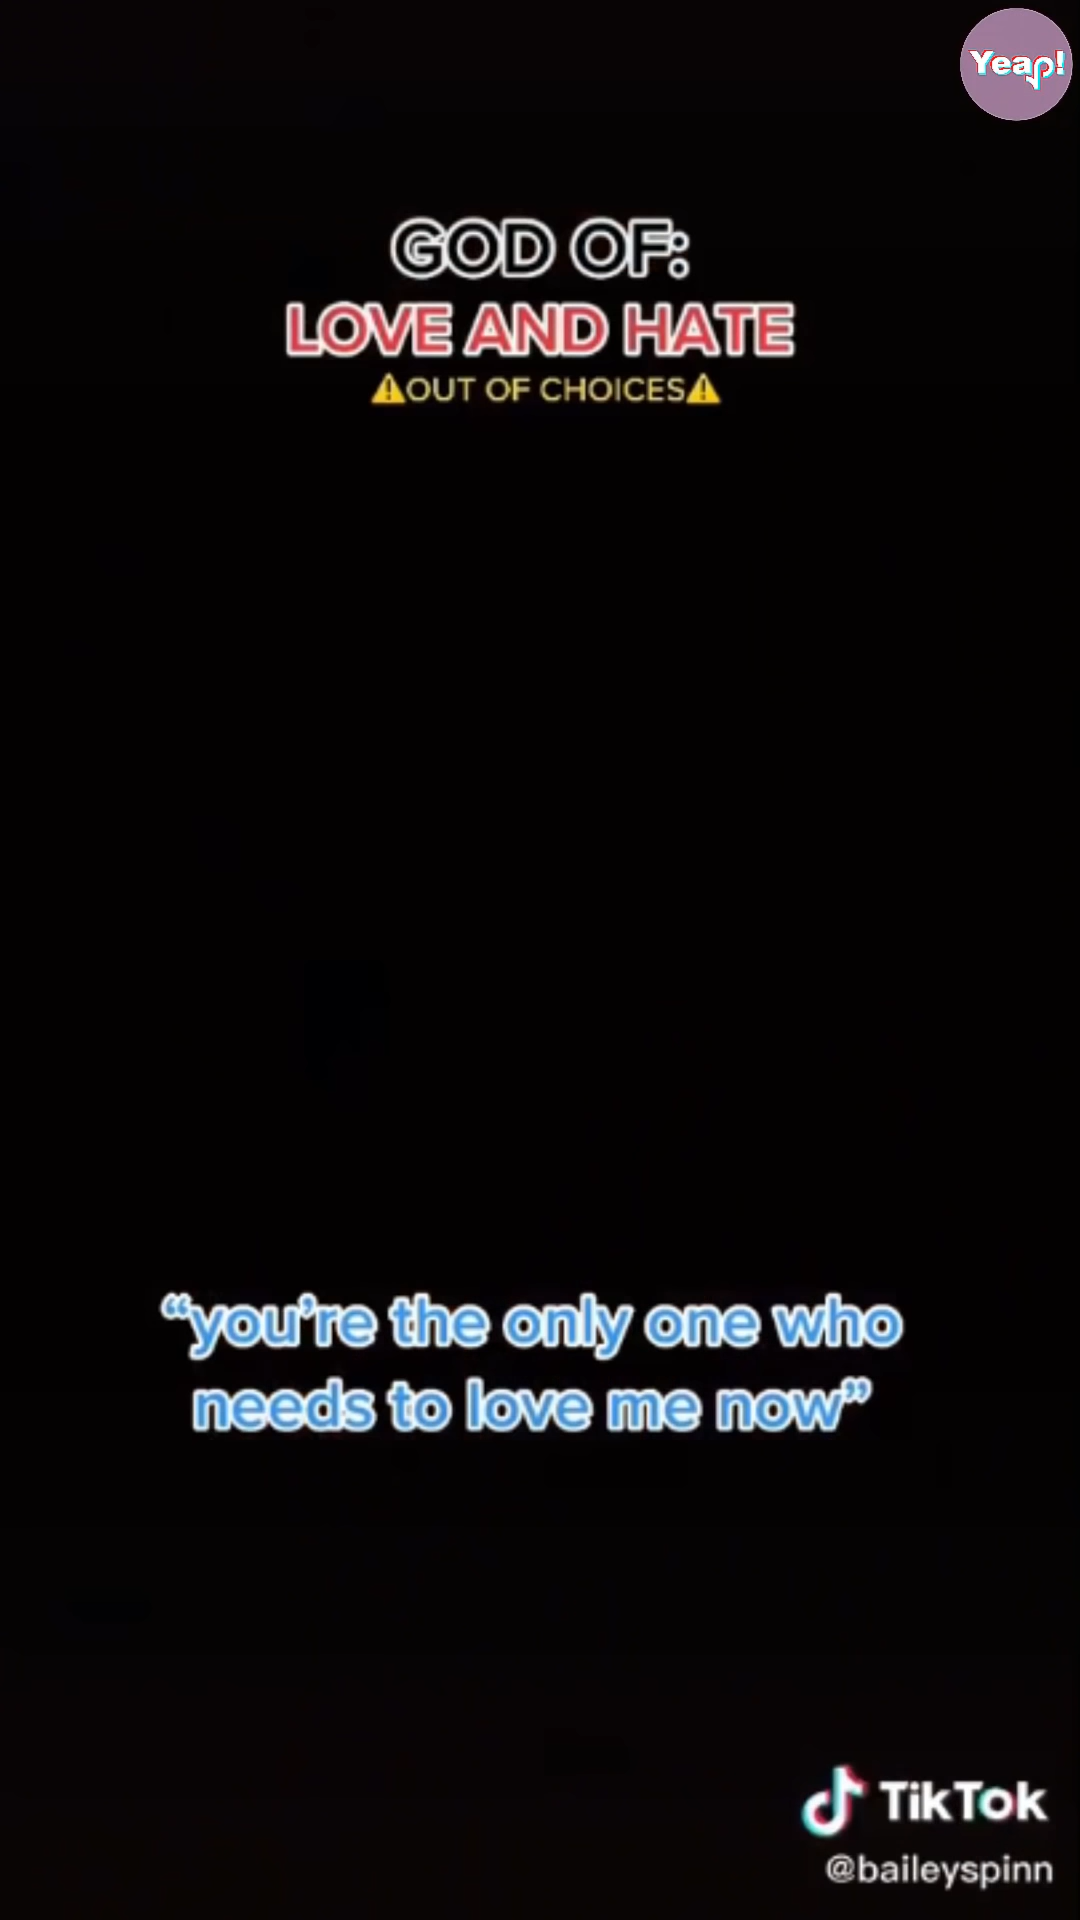 Yeap!
GOD OF:
LOVE AND HATE
⚠️OUT OF CHOICES⚠️
“you’re the only one who
needs to love me now”
TikTok
@baileyspinn